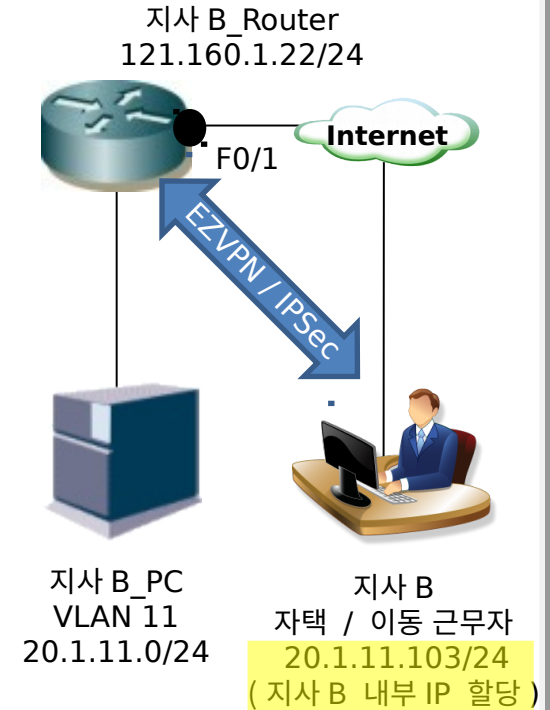 지사 B_Router
121.160.1.22/24
Internet
F0/1
EZVPN / IPSec
지사 B_PC
VLAN 11
20.1.11.0/24
지사 B
자택 / 이동 근무자
20.1.11.103/24
( 지사 B 내부 IP 할당 )